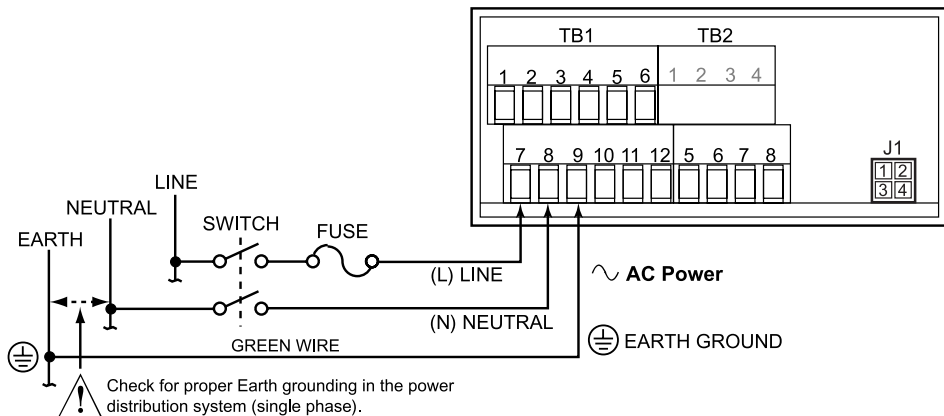 TB1 TB2
1 2 3 4 5 6 1 2 3 4
7 8 9 10 11 12 5 6 7 8
J1
1 2
3 4
LINE
NEUTRAL
EARTH
SWITCH
FUSE
(L) LINE
AC Power
(N) NEUTRAL
GREEN WIRE
EARTH GROUND
! Check for proper Earth grounding in the power
distribution system (single phase).